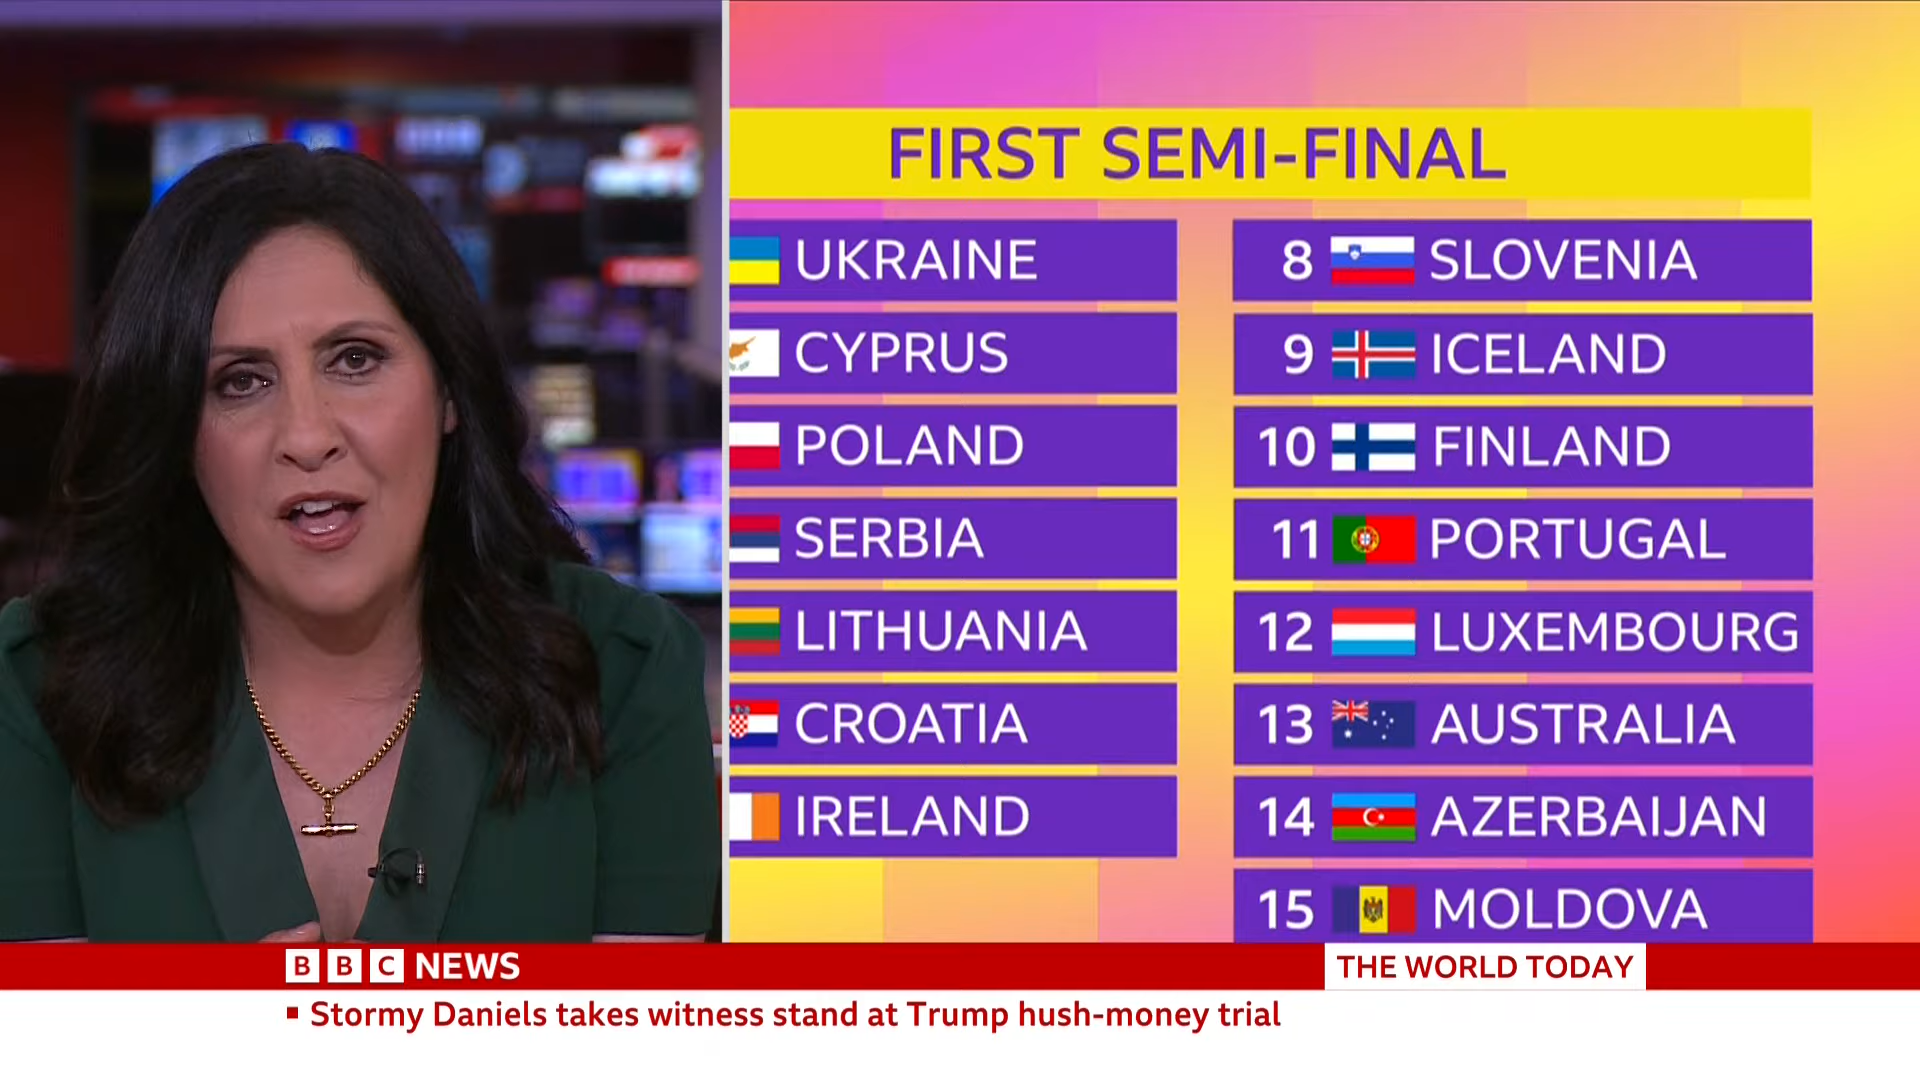 FIRST SEMI-FINAL
UKRAINE
CYPRUS
POLAND
SERBIA
LITHUANIA
CROATIA
IRELAND
8 SLOVENIA
9 ICELAND
10 FINLAND
11 PORTUGAL
12 LUXEMBOURG
13 AUSTRALIA
14 AZERBAIJAN
15 MOLDOVA
BBC NEWS
THE WORLD TODAY
Stormy Daniels takes witness stand at Trump hush-money trial